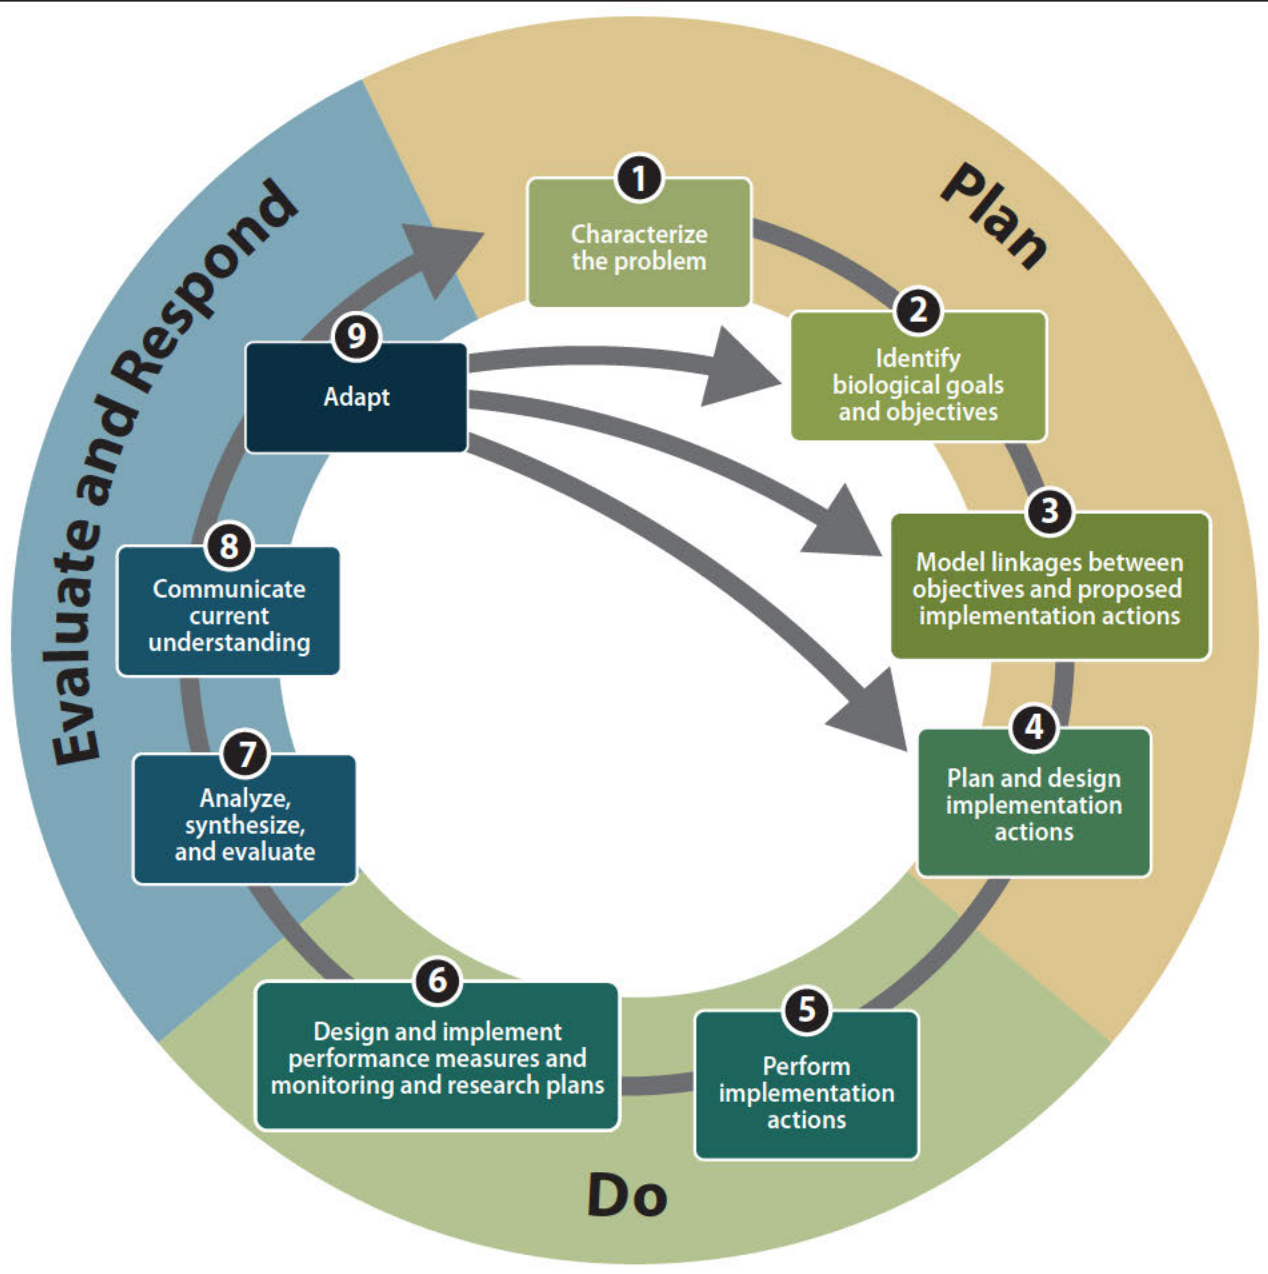 Plan
1
Characterize
the problem
2
Identify
biological goals
and objectives
3
Model linkages between
objectives and proposed
implementation actions
4
Plan and design
implementation
actions
Do
5
Perform
implementation
actions
6
Design and implement
performance measures and
monitoring and research plans
Evaluate and Respond
7
Analyze,
synthesize,
and evaluate
8
Communicate
current
understanding
9
Adapt